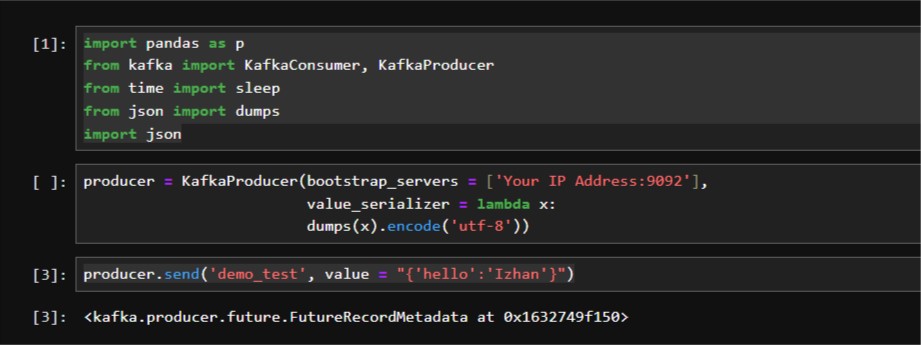 [1]: import pandas as p
from kafka import KafkaConsumer, KafkaProducer
from time import sleep
from json import dumps
import json
[ ]: producer = KafkaProducer(bootstrap_servers = ['Your IP Address:9092'],
value_serializer = lambda x:
dumps(x).encode('utf-8'))
[3]: producer.send('demo_test', value = "{'hello':'Izhan'}")
[3]: <kafka.producer.future.FutureRecordMetadata at 0x1632749f150>